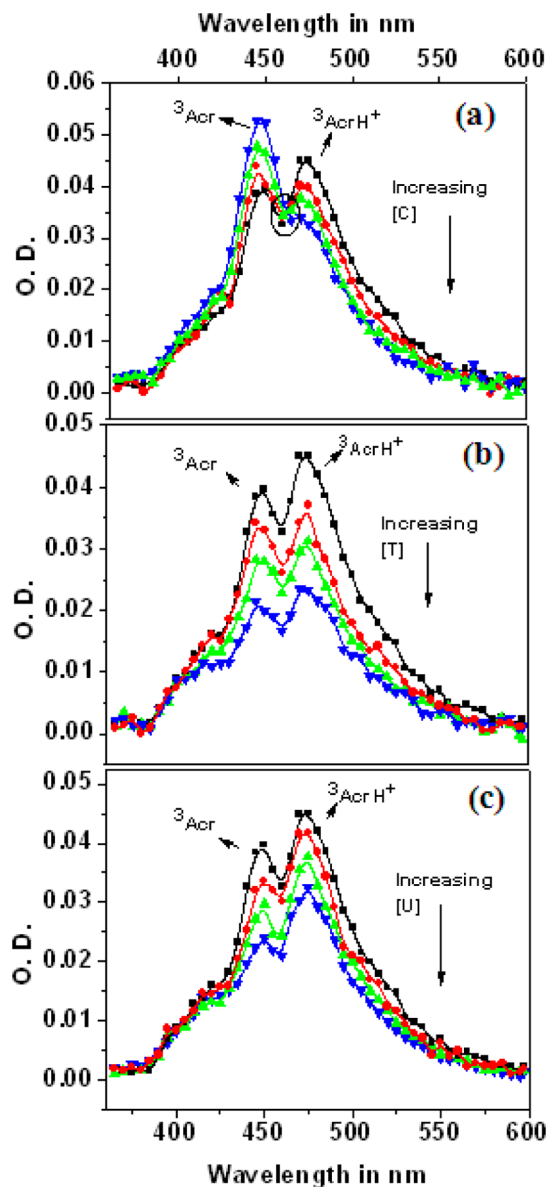 Wavelength in nm
400 450 500 550 600
0.06
(a)
³Acr
³AcrH⁺
0.05
0.04
Increasing
[C]
0.03
O. D.
0.02
0.01
0.00
0.05
(b)
³Acr
³AcrH⁺
0.04
Increasing
[T]
0.03
O. D.
0.02
0.01
0.00
0.05
(c)
³Acr
³AcrH⁺
0.04
Increasing
[U]
0.03
O. D.
0.02
0.01
0.00
400 450 500 550 600
Wavelength in nm